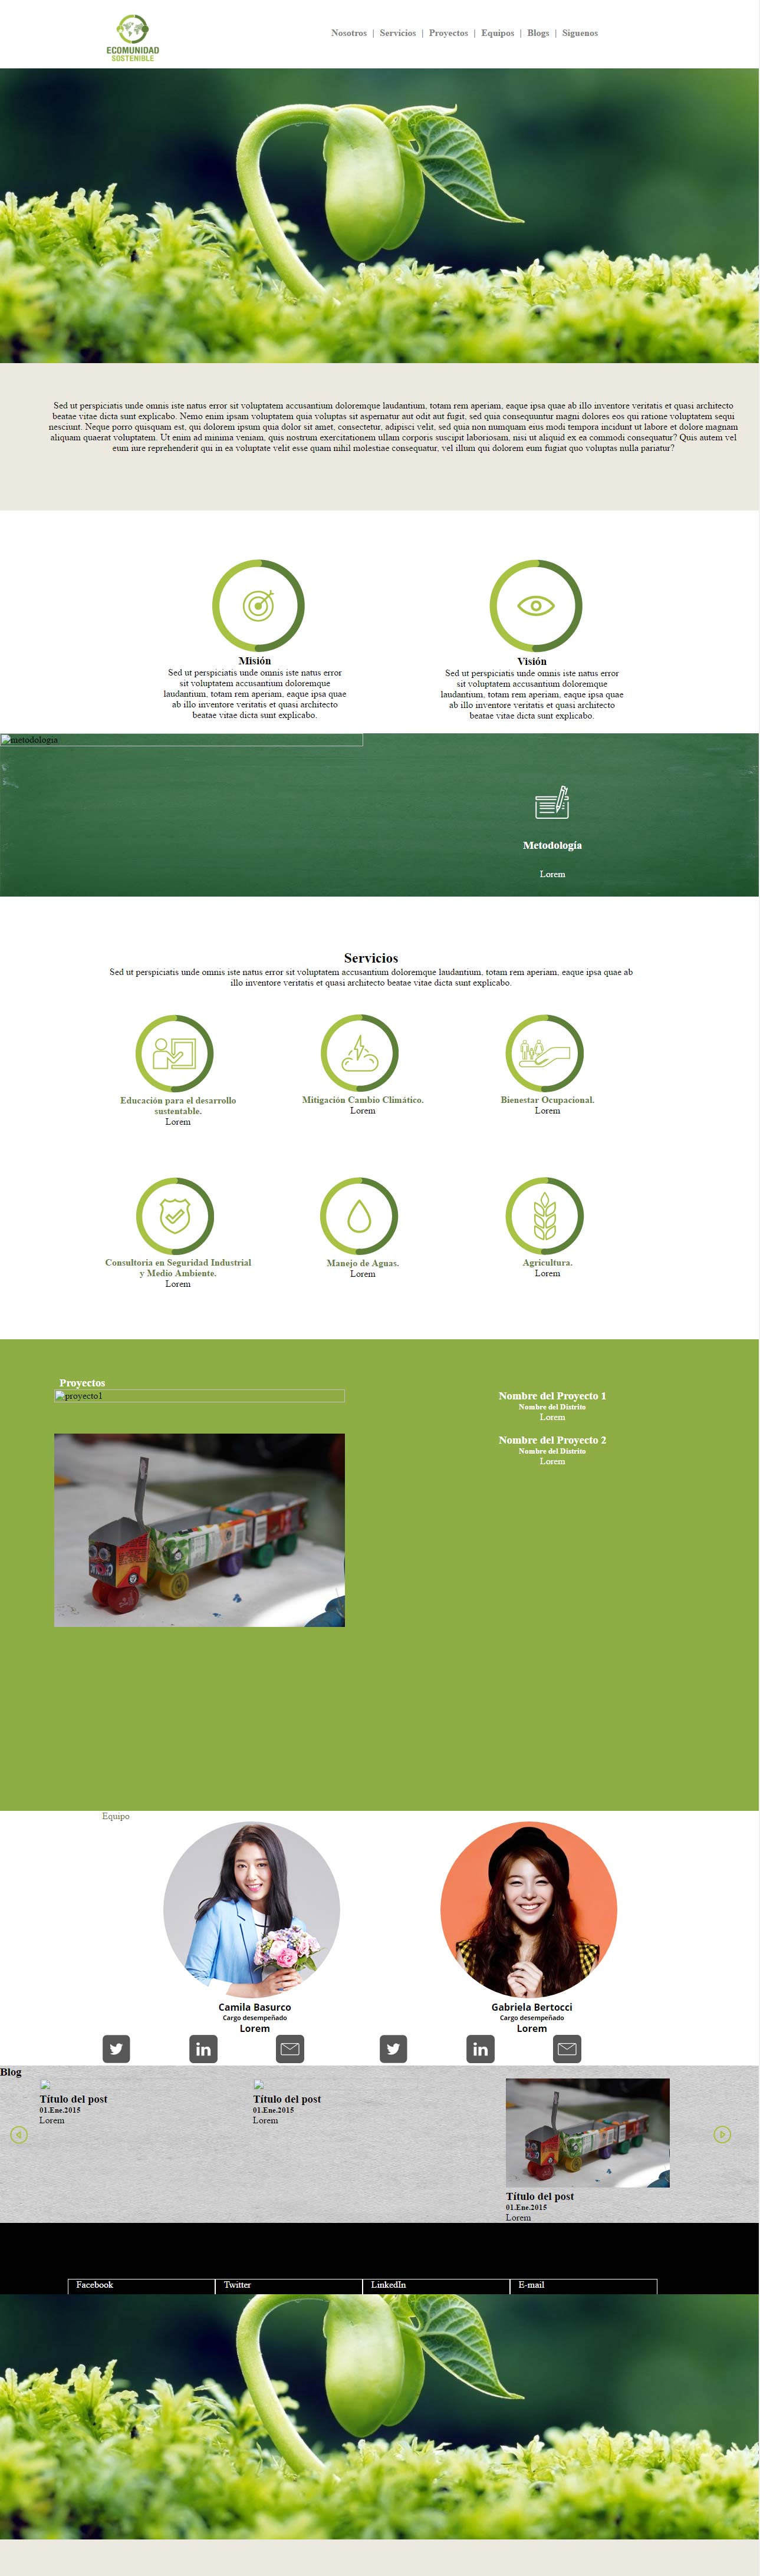 ECOMUNIDAD
SOSTENIBLE
Nosotros | Servicios | Proyectos | Equipos | Blogs | Siguenos
Sed ut perspiciatis unde omnis iste natus error sit voluptatem accusantium doloremque laudantium, totam rem aperiam, eaque ipsa quae ab illo inventore veritatis et quasi architecto
beatae vitae dicta sunt explicabo. Nemo enim ipsam voluptatem quia voluptas sit aspernatur aut odit aut fugit, sed quia consequuntur magni dolores eos qui ratione voluptatem sequi
nesciunt. Neque porro quisquam est, qui dolorem ipsum quia dolor sit amet, consectetur, adipisci velit, sed quia non numquam eius modi tempora incidunt ut labore et dolore magnam
aliquam quaerat voluptatem. Ut enim ad minima veniam, quis nostrum exercitationem ullam corporis suscipit laboriosam, nisi ut aliquid ex ea commodi consequatur? Quis autem vel
eum iure reprehenderit qui in ea voluptate velit esse quam nihil molestiae consequatur, vel illum qui dolorem eum fugiat quo voluptas nulla pariatur?
Misión
Sed ut perspiciatis unde omnis iste natus error
sit voluptatem accusantium doloremque
laudantium, totam rem aperiam, eaque ipsa quae
ab illo inventore veritatis et quasi architecto
beatae vitae dicta sunt explicabo.
Visión
Sed ut perspiciatis unde omnis iste natus error
sit voluptatem accusantium doloremque
laudantium, totam rem aperiam, eaque ipsa quae
ab illo inventore veritatis et quasi architecto
beatae vitae dicta sunt explicabo.
metodologia
Metodología
Lorem
Servicios
Sed ut perspiciatis unde omnis iste natus error sit voluptatem accusantium doloremque laudantium, totam rem aperiam, eaque ipsa quae ab
illo inventore veritatis et quasi architecto beatae vitae dicta sunt explicabo.
Educación para el desarrollo
sustentable.
Lorem
Mitigación Cambio Climático.
Lorem
Bienestar Ocupacional.
Lorem
Consultoria en Seguridad Industrial
y Medio Ambiente.
Lorem
Manejo de Aguas.
Lorem
Agricultura.
Lorem
Proyectos
proyecto1
Nombre del Proyecto 1
Nombre del Distrito
Lorem
Nombre del Proyecto 2
Nombre del Distrito
Lorem
Equipo
Camila Basurco
Cargo desempeñado
Lorem
Gabriela Bertocci
Cargo desempeñado
Lorem
in
in
Blog
Título del post
01.Ene.2015
Lorem
Título del post
01.Ene.2015
Lorem
Título del post
01.Ene.2015
Lorem
Facebook
Twitter
LinkedIn
E-mail